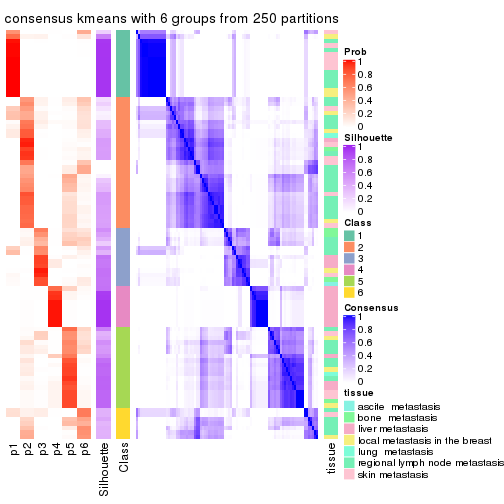 consensus kmeans with 6 groups from 250 partitions
Prob
1
0.8
0.6
0.4
0.2
0
Silhouette
1
0.8
0.6
0.4
0.2
0
Class
1
2
3
4
5
6
Consensus
1
0.8
0.6
0.4
0.2
0
tissue
ascite metastasis
bone metastasis
liver metastasis
local metastasis in the breast
lung metastasis
regional lymph node metastasis
skin metastasis
p1
p2
p3
p4
p5
p6
Silhouette
Class
tissue